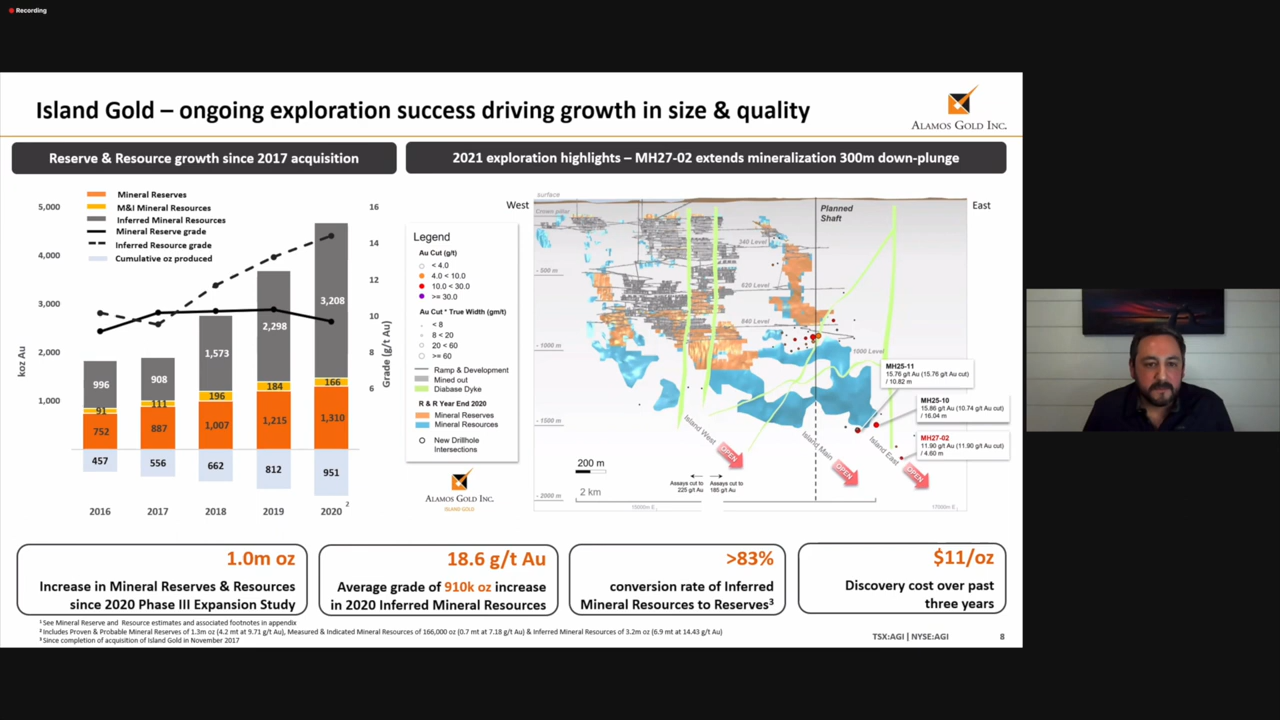 Recording
Island Gold – ongoing exploration success driving growth in size & quality
ALAMOS GOLD INC.
Reserve & Resource growth since 2017 acquisition
2021 exploration highlights – MH27-02 extends mineralization 300m down-plunge
Mineral Reserves
M&I Mineral Resources
Inferred Mineral Resources
Mineral Reserve grade
Inferred Resource grade
Cumulative oz produced
5,000
4,000
3,000
2,000
1,000
koz Au
16
14
12
10
8
6
Grade (g/t Au)
996
91
752
457
908
111
887
556
1,573
196
1,007
662
2,298
184
1,215
812
3,208
166
1,310
951
2016
2017
2018
2019
2020 2
Legend
Au Cut (g/t)
< 4.0
4.0 < 10.0
10.0 < 30.0
>= 30.0
Au Cut * True Width (gm/t)
< 8
8 < 20
20 < 60
>= 60
Ramp & Development
Mined out
Diabase Dyke
R & R Year End 2020
Mineral Reserves
Mineral Resources
New Drillhole
Intersections
ALAMOS GOLD INC.
ISLAND GOLD
West
East
surface
Crown pillar
- 500 m
- 1000 m
- 1500 m
- 2000 m
Planned
Shaft
340 Level
620 Level
840 Level
1000 Level
MH25-11
15.76 g/t Au (15.76 g/t Au cut)
/ 10.82 m
MH25-10
15.86 g/t Au (10.74 g/t Au cut)
/ 16.04 m
MH27-02
11.90 g/t Au (11.90 g/t Au cut)
/ 4.60 m
Island West
Island Main
Island East
OPEN
OPEN
OPEN
200 m
2 km
Assays cut to
225 g/t Au
Assays cut to
185 g/t Au
15000m E
17000m E
1.0m oz
Increase in Mineral Reserves & Resources
since 2020 Phase III Expansion Study
18.6 g/t Au
Average grade of 910k oz increase
in 2020 Inferred Mineral Resources
>83%
conversion rate of Inferred
Mineral Resources to Reserves3
$11/oz
Discovery cost over past
three years
1 See Mineral Reserve and Resource estimates and associated footnotes in appendix
2 Includes Proven & Probable Mineral Reserves of 1.3m oz (4.2 mt at 9.71 g/t Au), Measured & Indicated Mineral Resources of 166,000 oz (0.7 mt at 7.18 g/t Au) & Inferred Mineral Resources of 3.2m oz (6.9 mt at 14.43 g/t Au)
3 Since completion of acquisition of Island Gold in November 2017
TSX:AGI | NYSE:AGI
8